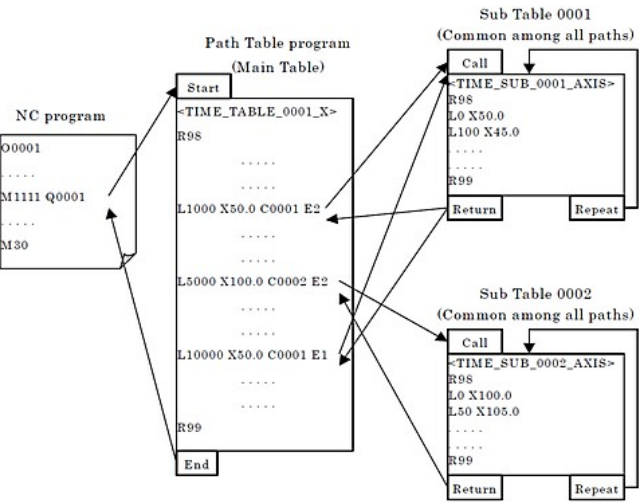 NC program
O0001
. . . . .
M1111 Q0001
. . . . .
M30
Path Table program
(Main Table)
Start
<TIME_TABLE_0001_X>
R98
. . . . .
. . . . .
L1000 X50.0 C0001 E2
. . . . .
. . . . .
L5000 X100.0 C0002 E2
. . . . .
. . . . .
L10000 X50.0 C0001 E1
. . . . .
. . . . .
R99
End
Sub Table 0001
(Common among all paths)
Call
<TIME_SUB_0001_AXIS>
R98
L0 X50.0
L100 X45.0
. . . . .
. . . . .
R99
Return
Repeat
Sub Table 0002
(Common among all paths)
Call
<TIME_SUB_0002_AXIS>
R98
L0 X100.0
L50 X105.0
. . . . .
. . . . .
R99
Return
Repeat